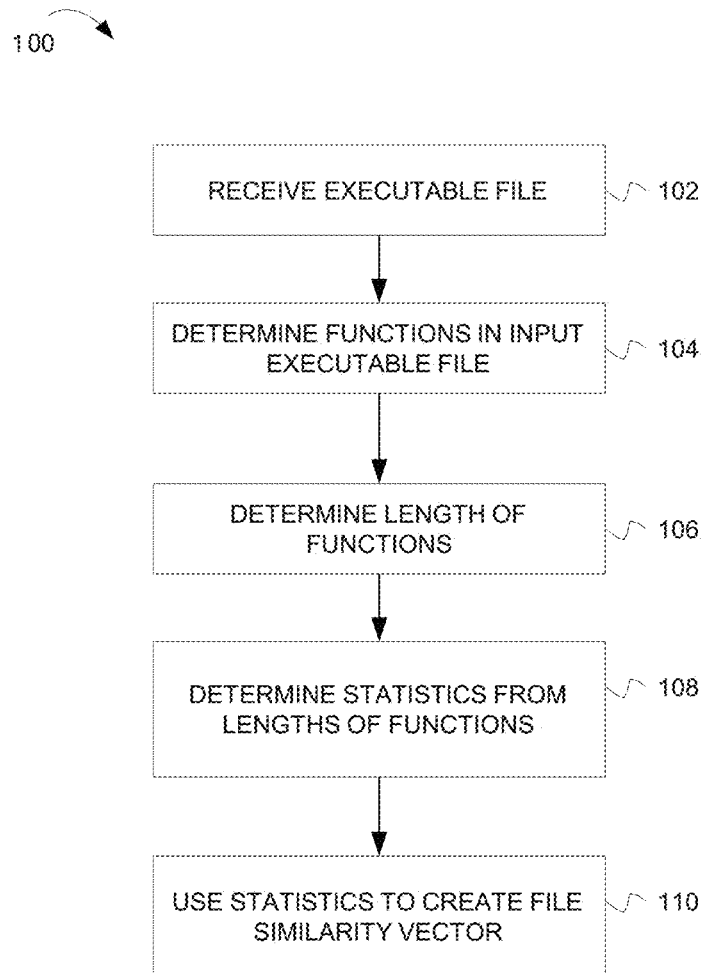 100
RECEIVE EXECUTABLE FILE
102
DETERMINE FUNCTIONS IN INPUT
EXECUTABLE FILE
104
DETERMINE LENGTH OF
FUNCTIONS
106
DETERMINE STATISTICS FROM
LENGTHS OF FUNCTIONS
108
USE STATISTICS TO CREATE FILE
SIMILARITY VECTOR
110